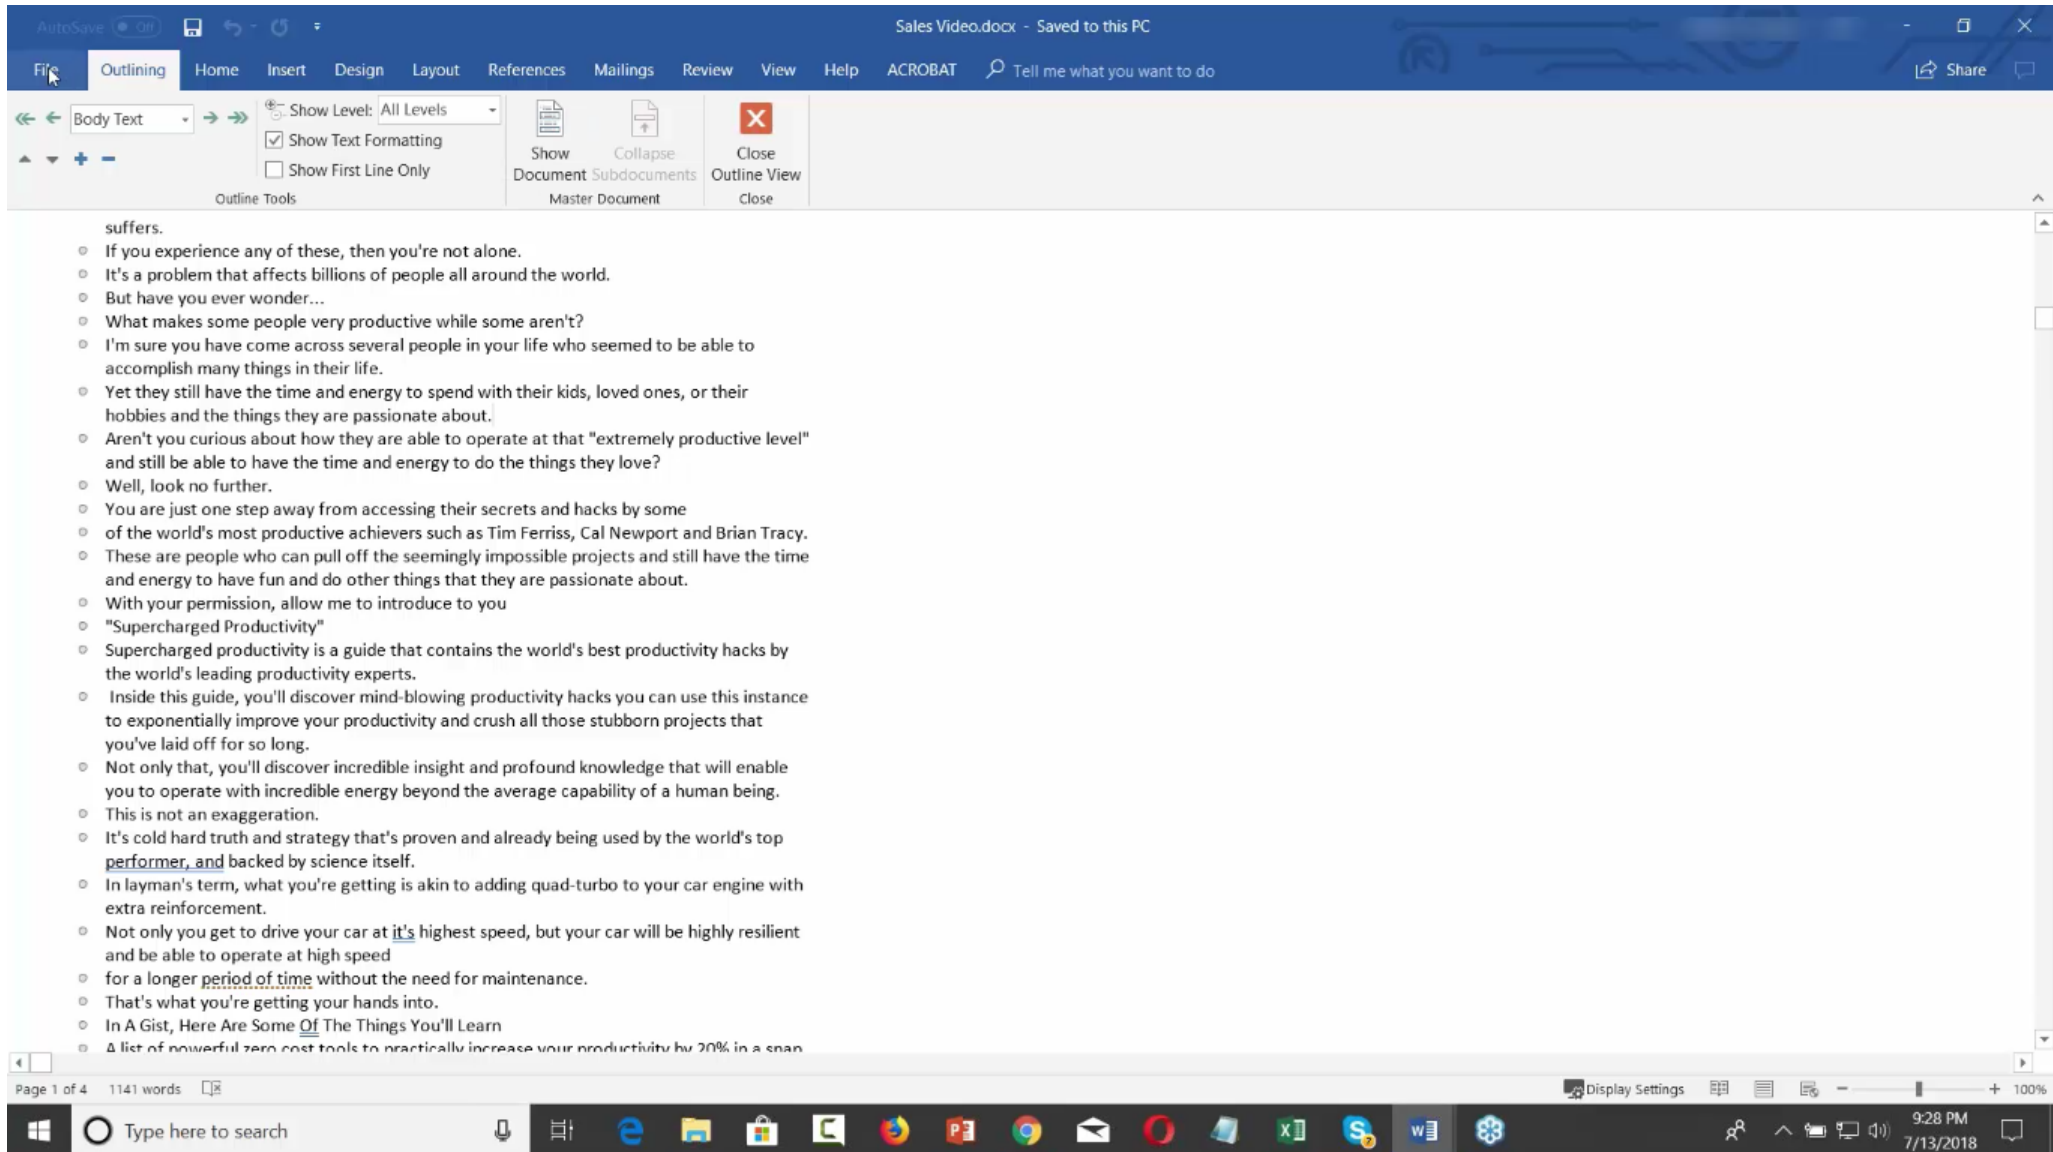 AutoSave Off
Sales Video.docx - Saved to this PC
File Outlining Home Insert Design Layout References Mailings Review View Help ACROBAT Tell me what you want to do Share
Body Text
Show Level: All Levels
Show Text Formatting
Show First Line Only
Outline Tools
Show Document
Collapse Subdocuments
Master Document
Close Outline View
Close
suffers.
If you experience any of these, then you're not alone.
It's a problem that affects billions of people all around the world.
But have you ever wonder...
What makes some people very productive while some aren't?
I'm sure you have come across several people in your life who seemed to be able to
accomplish many things in their life.
Yet they still have the time and energy to spend with their kids, loved ones, or their
hobbies and the things they are passionate about.
Aren't you curious about how they are able to operate at that "extremely productive level"
and still be able to have the time and energy to do the things they love?
Well, look no further.
You are just one step away from accessing their secrets and hacks by some
of the world's most productive achievers such as Tim Ferriss, Cal Newport and Brian Tracy.
These are people who can pull off the seemingly impossible projects and still have the time
and energy to have fun and do other things that they are passionate about.
With your permission, allow me to introduce to you
"Supercharged Productivity"
Supercharged productivity is a guide that contains the world's best productivity hacks by
the world's leading productivity experts.
Inside this guide, you'll discover mind-blowing productivity hacks you can use this instance
to exponentially improve your productivity and crush all those stubborn projects that
you've laid off for so long.
Not only that, you'll discover incredible insight and profound knowledge that will enable
you to operate with incredible energy beyond the average capability of a human being.
This is not an exaggeration.
It's cold hard truth and strategy that's proven and already being used by the world's top
performer, and backed by science itself.
In layman's term, what you're getting is akin to adding quad-turbo to your car engine with
extra reinforcement.
Not only you get to drive your car at it's highest speed, but your car will be highly resilient
and be able to operate at high speed
for a longer period of time without the need for maintenance.
That's what you're getting your hands into.
In A Gist, Here Are Some Of The Things You'll Learn
A list of powerful zero cost tools to practically increase your productivity by 20% in a snap
Page 1 of 4 1141 words Display Settings 100%
Type here to search
9:28 PM
7/13/2018